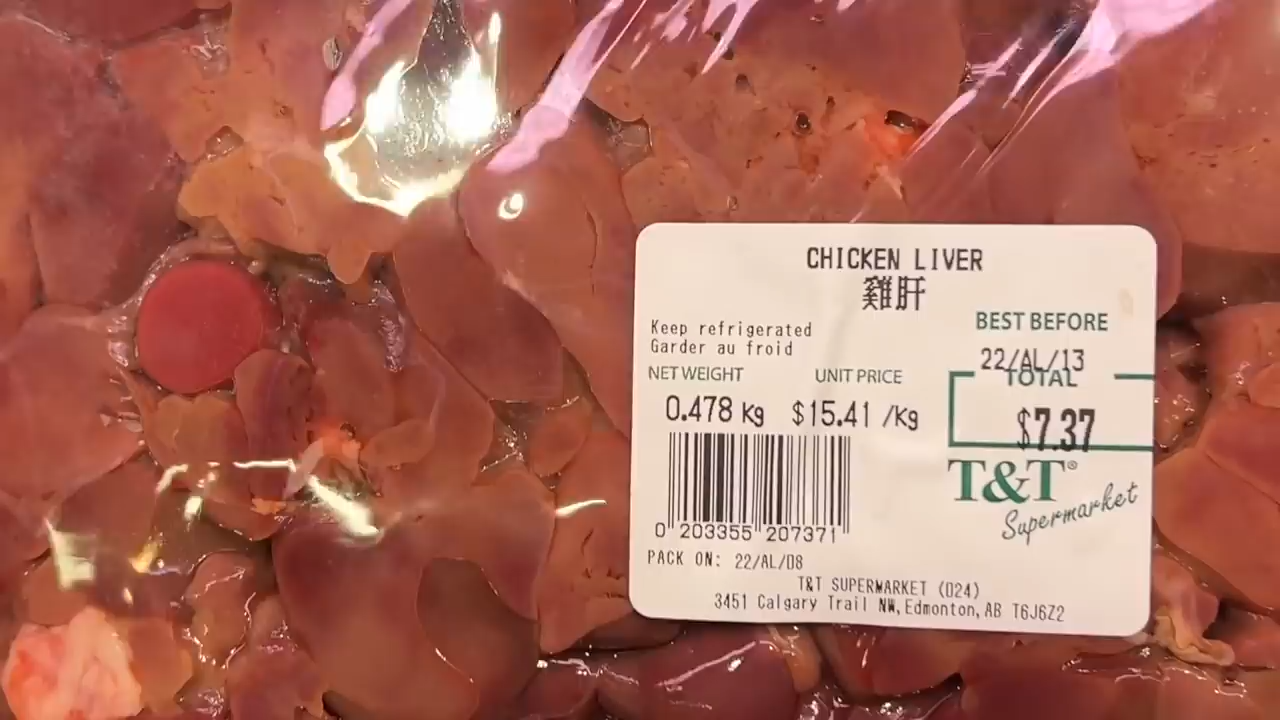 CHICKEN LIVER
雞肝
Keep refrigerated
Garder au froid
BEST BEFORE
22/AL/13
NET WEIGHT UNIT PRICE TOTAL
0.478 kg $15.41 /kg $7.37
T&T®
Supermarket
0 203355 207371
PACK ON: 22/AL/08
T&T SUPERMARKET (024)
3451 Calgary Trail NW, Edmonton, AB T6J6Z2